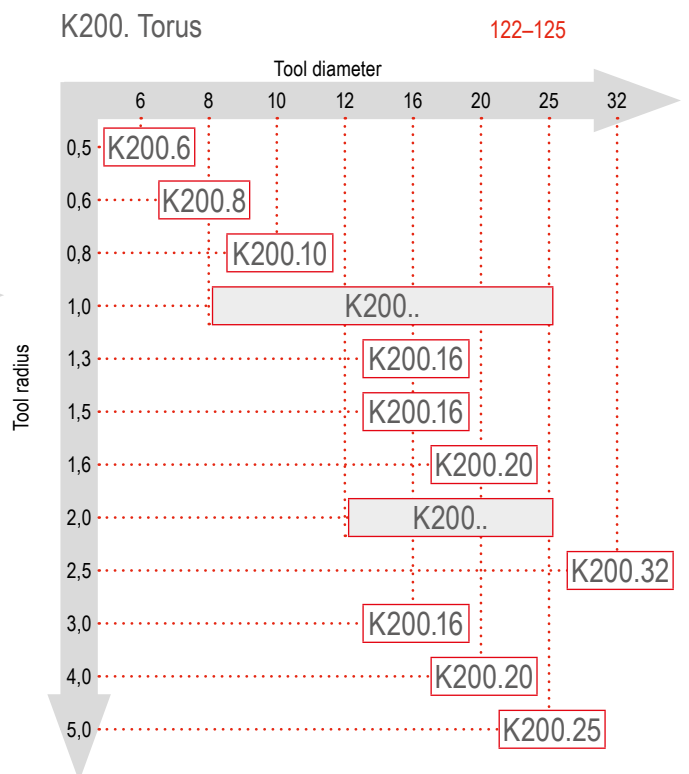 K200. Torus 122–125
Tool diameter
6 8 10 12 16 20 25 32
Tool radius
0,5 K200.6
0,6 K200.8
0,8 K200.10
1,0 K200..
1,3 K200.16
1,5 K200.16
1,6 K200.20
2,0 K200..
2,5 K200.32
3,0 K200.16
4,0 K200.20
5,0 K200.25